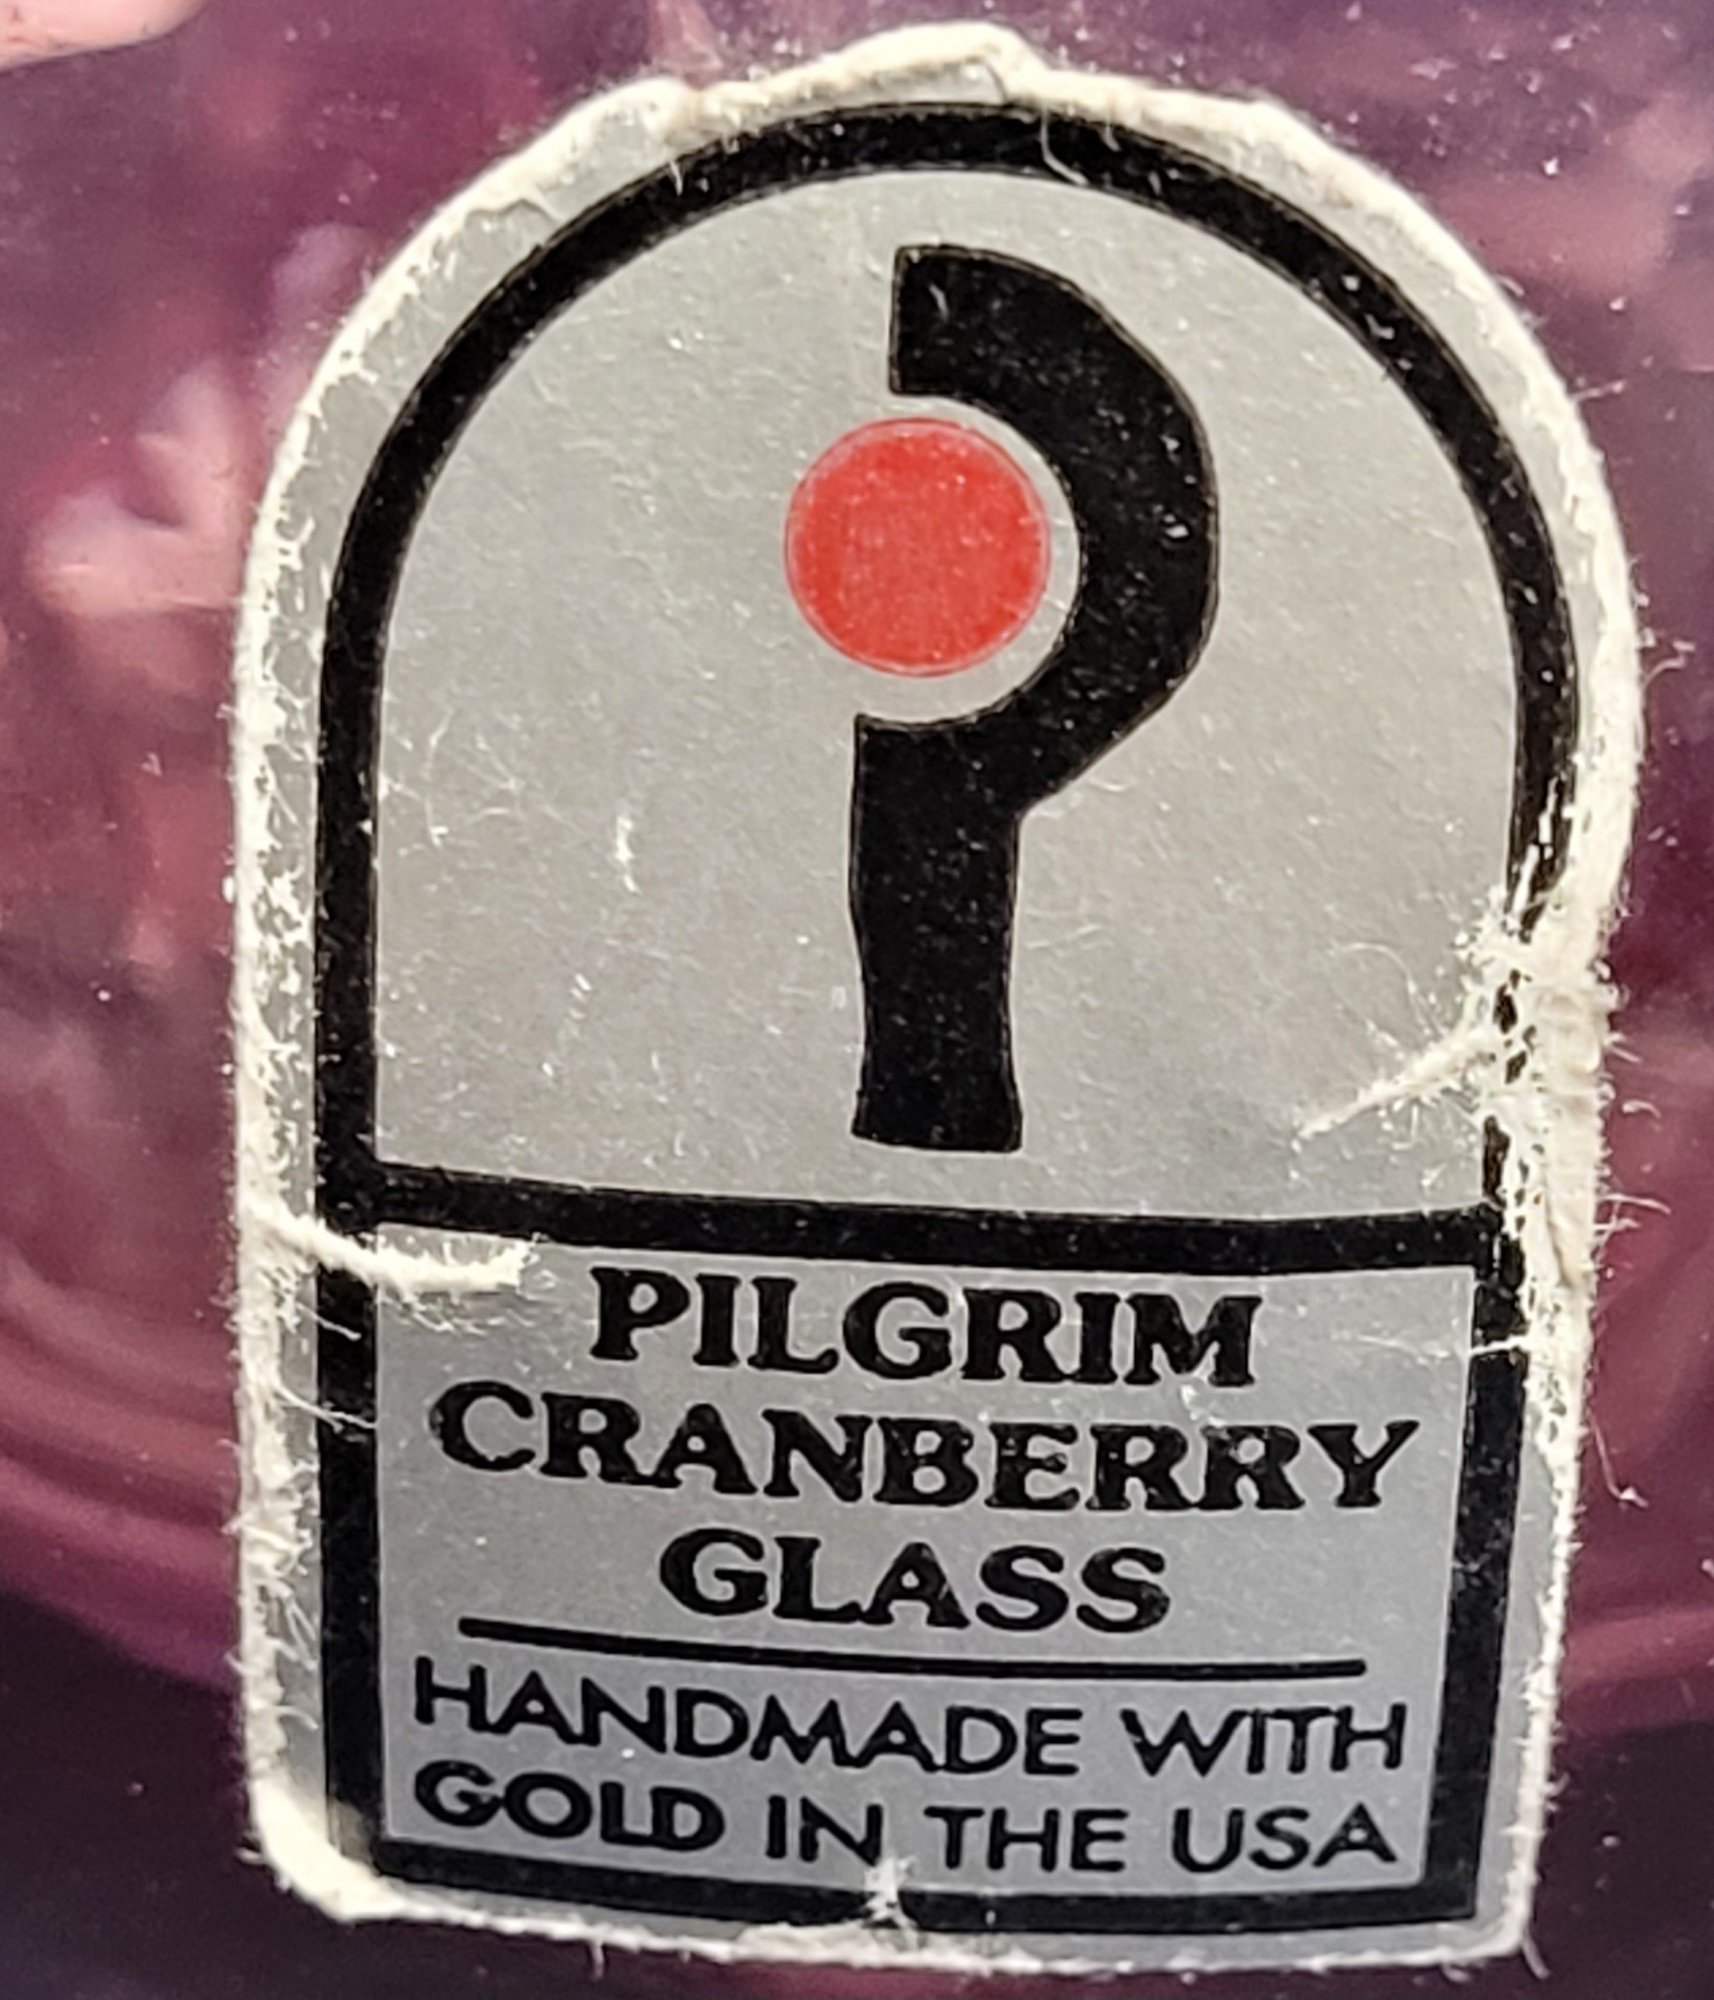 PILGRIM
CRANBERRY
GLASS
HANDMADE WITH
GOLD IN THE USA